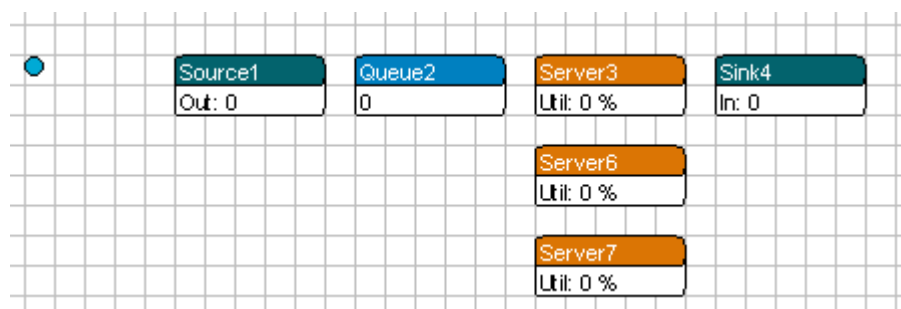 Source1
Out: 0
Queue2
0
Server3
Util: 0 %
Sink4
In: 0
Server6
Util: 0 %
Server7
Util: 0 %